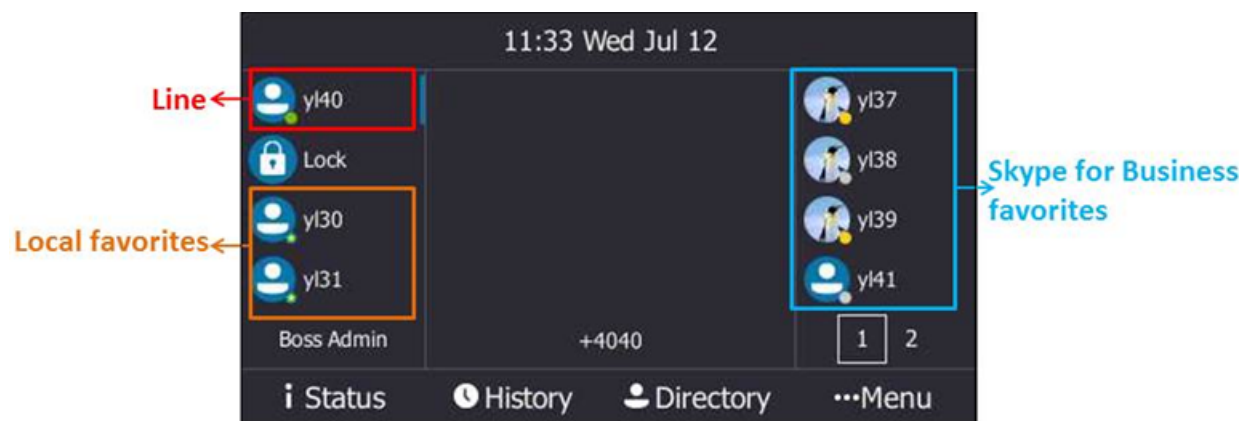 11:33 Wed Jul 12
Line
yl40
yl37
Lock
yl38
Skype for Business
favorites
Local favorites
yl30
yl39
yl31
yl41
Boss Admin
+4040
1 2
i Status
History
Directory
Menu